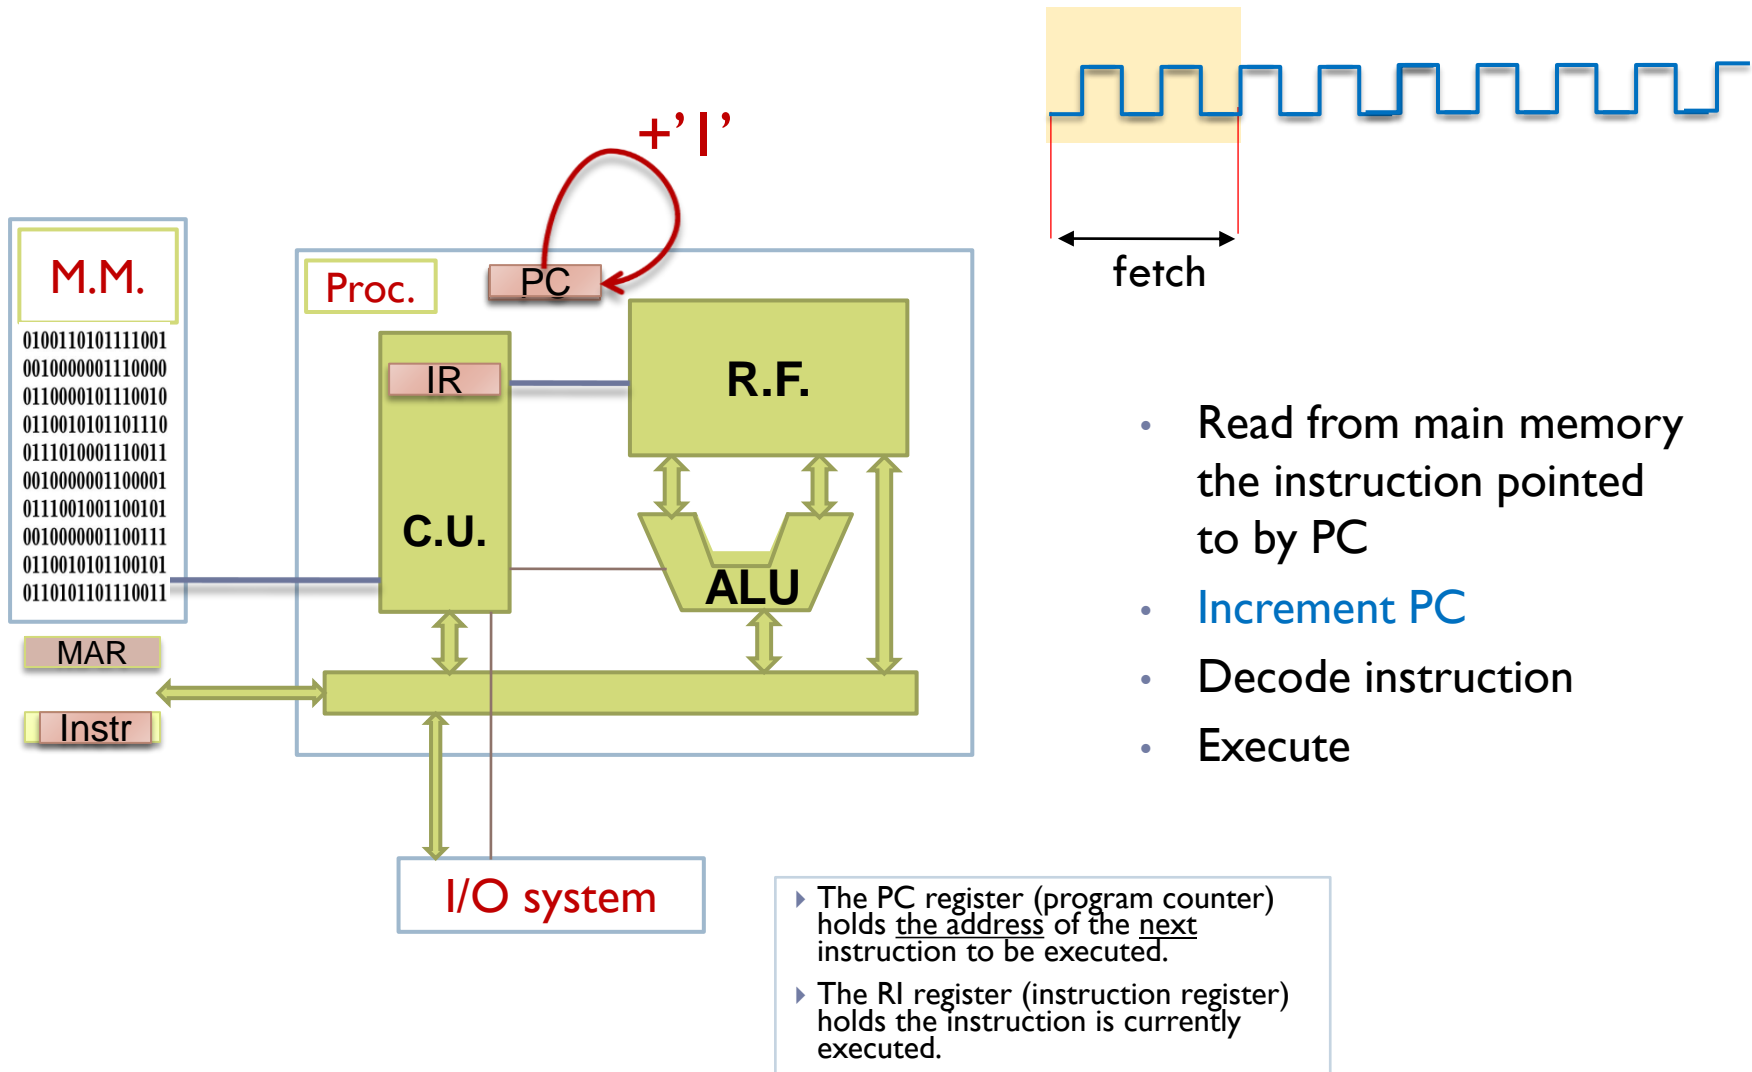 +’1’
fetch
M.M.
0100110101111001
0010000001110000
0110000101110010
0110010101101110
0111010001110011
0010000001100001
0111001001100101
0010000001100111
0110010101100101
0110101101110011
MAR
Instr
Proc.
PC
IR
C.U.
R.F.
ALU
I/O system
• Read from main memory
the instruction pointed
to by PC
• Increment PC
• Decode instruction
• Execute
The PC register (program counter)
holds the address of the next
instruction to be executed.
The RI register (instruction register)
holds the instruction is currently
executed.